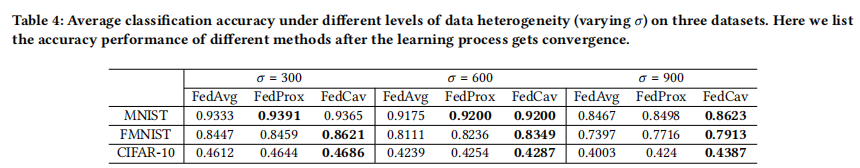 Table 4: Average classification accuracy under different levels of data heterogeneity (varying σ) on three datasets. Here we list
the accuracy performance of different methods after the learning process gets convergence.
σ = 300 σ = 600 σ = 900
FedAvg FedProx FedCav FedAvg FedProx FedCav FedAvg FedProx FedCav
MNIST 0.9333 0.9391 0.9365 0.9175 0.9200 0.9200 0.8467 0.8498 0.8623
FMNIST 0.8447 0.8459 0.8621 0.8111 0.8236 0.8349 0.7397 0.7716 0.7913
CIFAR-10 0.4612 0.4644 0.4686 0.4239 0.4254 0.4287 0.4003 0.424 0.4387